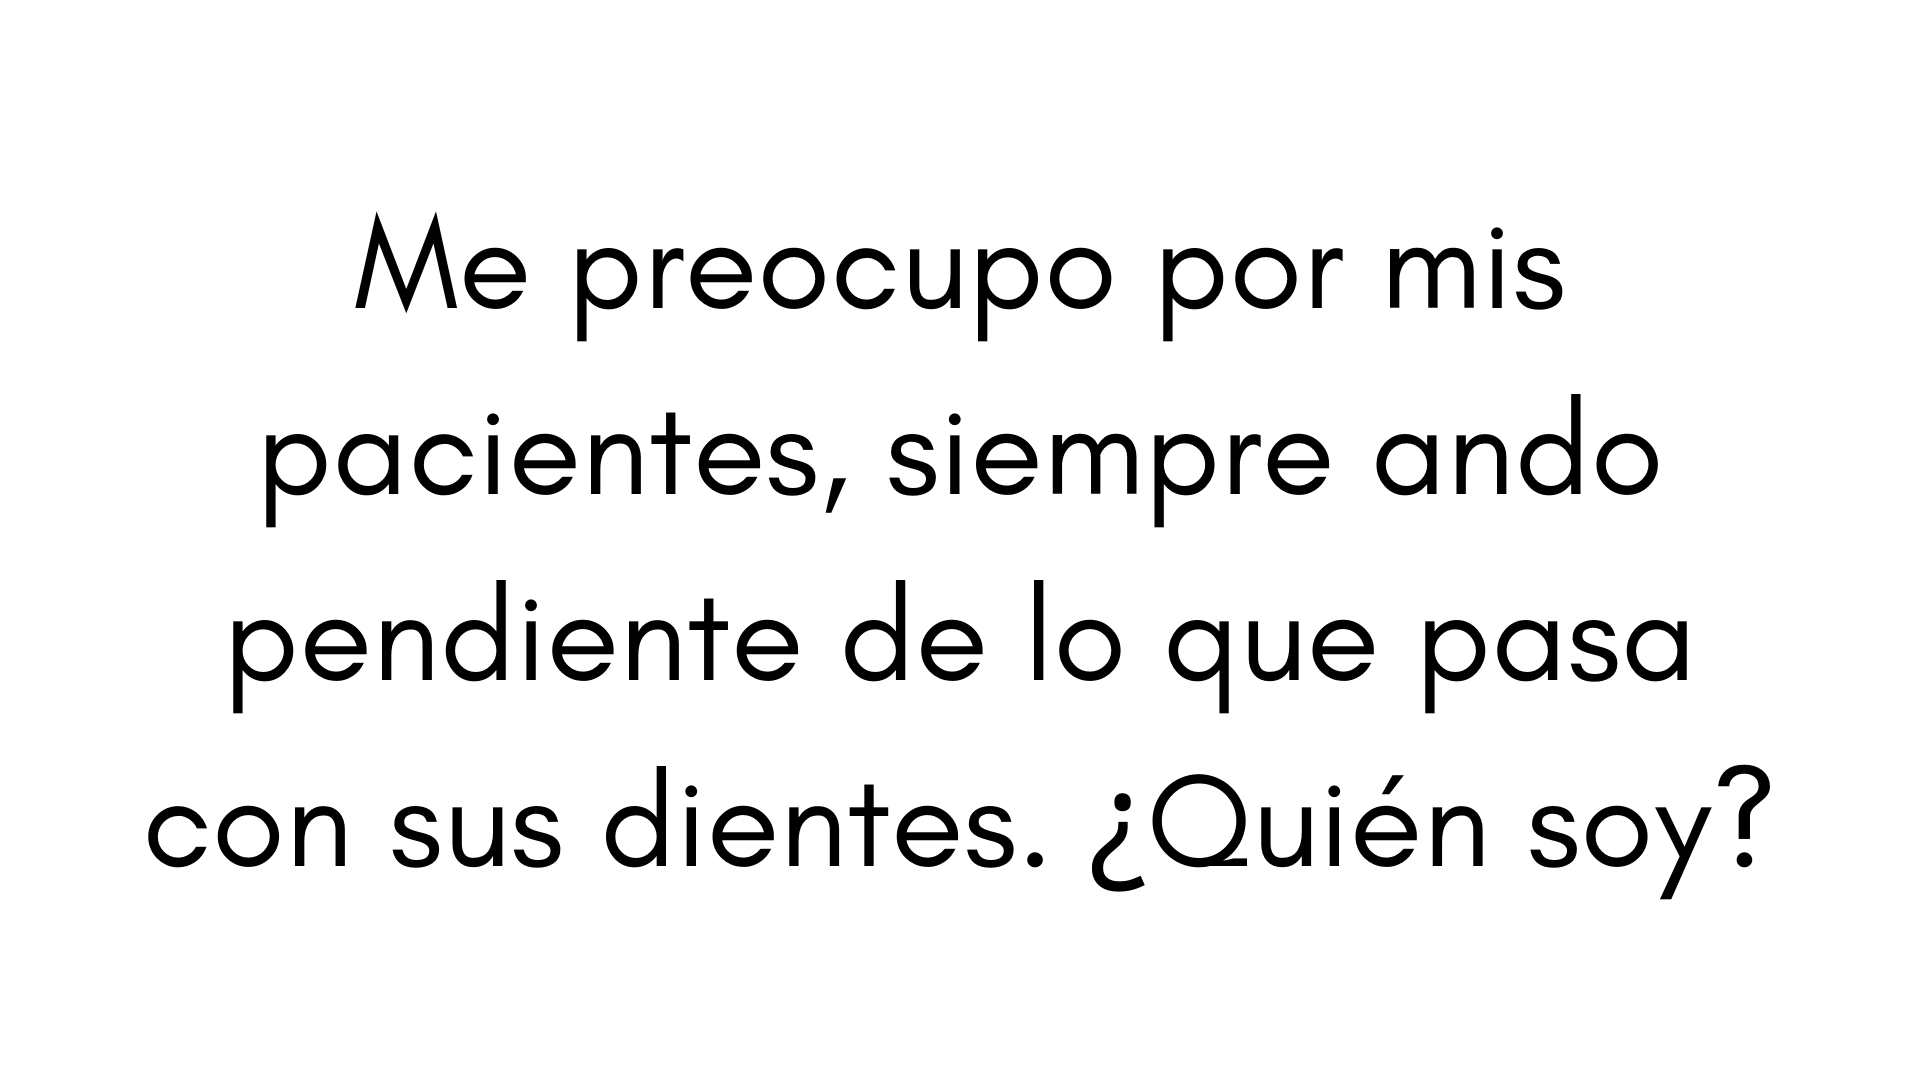 Me preocupo por mis
pacientes, siempre ando
pendiente de lo que pasa
con sus dientes. ¿Quién soy?